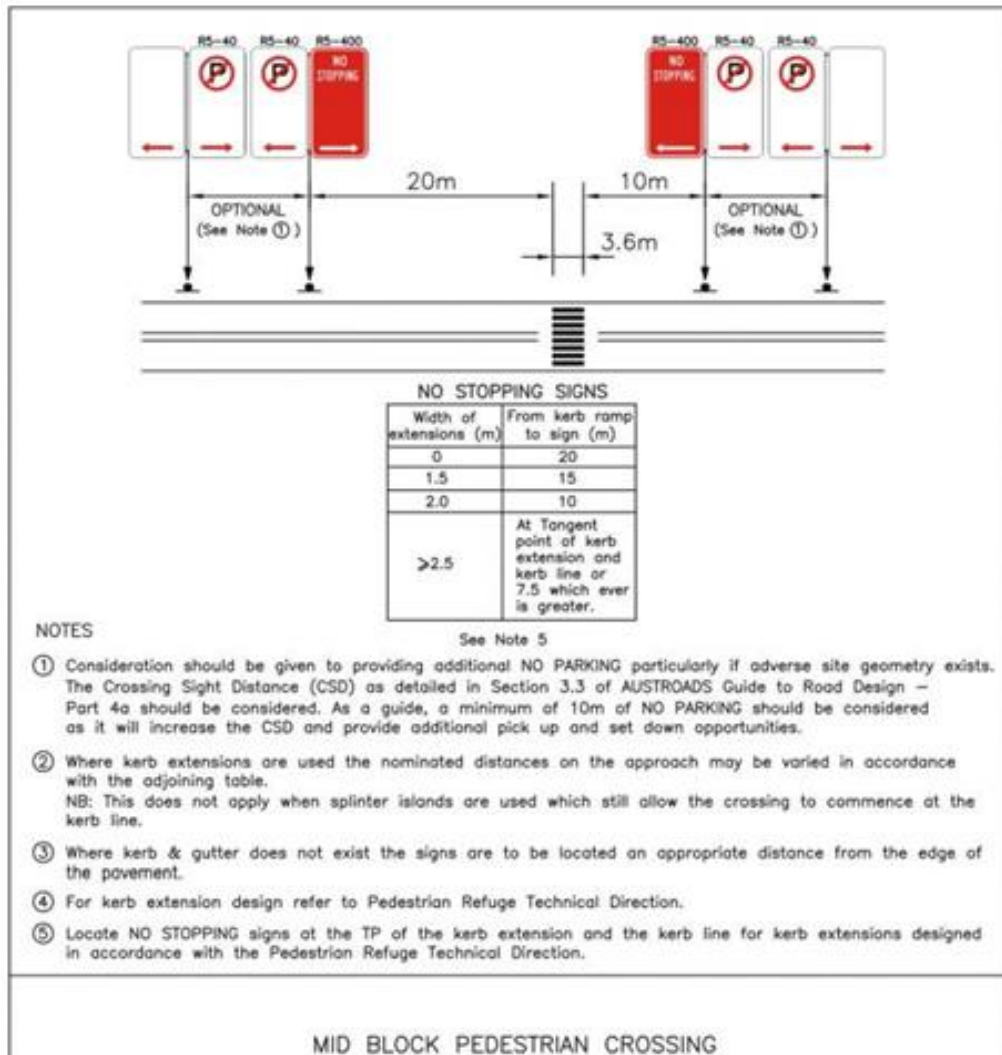 R5-40 R5-40 R5-400
R5-400 R5-40 R5-40
P P NO STOPPING
NO STOPPING P P
20m 10m
OPTIONAL
(See Note ①)
OPTIONAL
(See Note ①)
3.6m
NO STOPPING SIGNS
Width of extensions (m) From kerb ramp to sign (m)
0 20
1.5 15
2.0 10
⩾2.5 At Tangent
point of kerb
extension and
kerb line or
7.5 which ever
is greater.
See Note 5
NOTES
① Consideration should be given to providing additional NO PARKING particularly if adverse site geometry exists.
The Crossing Sight Distance (CSD) as detailed in Section 3.3 of AUSTROADS Guide to Road Design –
Part 4a should be considered. As a guide, a minimum of 10m of NO PARKING should be considered
as it will increase the CSD and provide additional pick up and set down opportunities.
② Where kerb extensions are used the nominated distances on the approach may be varied in accordance
with the adjoining table.
NB: This does not apply when splinter islands are used which still allow the crossing to commence at the
kerb line.
③ Where kerb & gutter does not exist the signs are to be located an appropriate distance from the edge of
the pavement.
④ For kerb extension design refer to Pedestrian Refuge Technical Direction.
⑤ Locate NO STOPPING signs at the TP of the kerb extension and the kerb line for kerb extensions designed
in accordance with the Pedestrian Refuge Technical Direction.
MID BLOCK PEDESTRIAN CROSSING